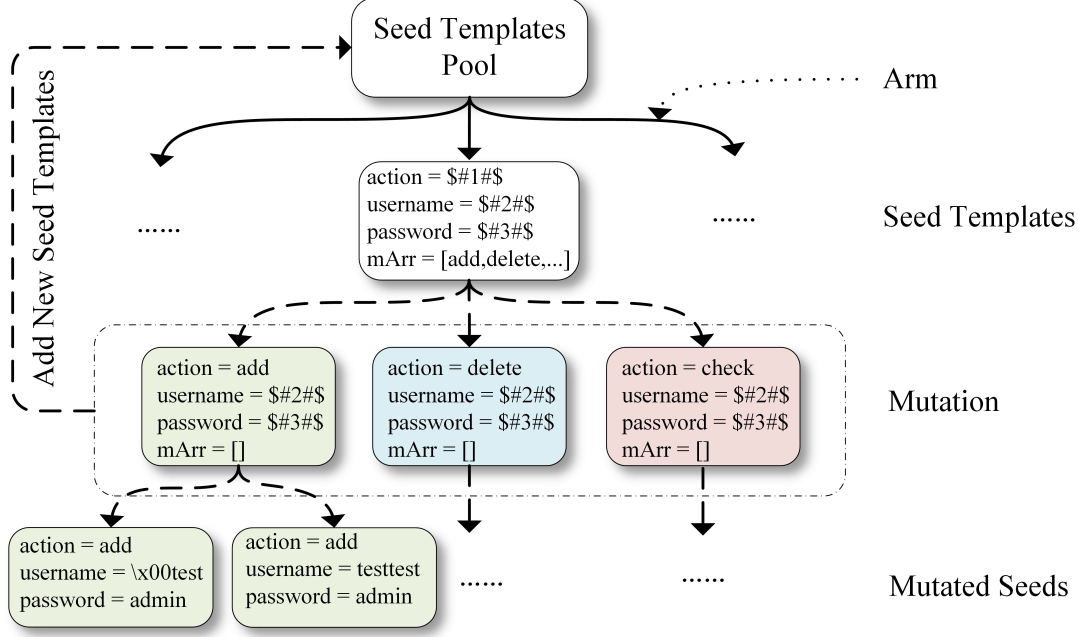 Seed Templates
Pool
Arm
Add New Seed Templates
action = $#1#$
username = $#2#$
password = $#3#$
mArr = [add,delete,...]
......
......
Seed Templates
action = add
username = $#2#$
password = $#3#$
mArr = []
action = delete
username = $#2#$
password = $#3#$
mArr = []
action = check
username = $#2#$
password = $#3#$
mArr = []
Mutation
action = add
username = \x00test
password = admin
action = add
username = testtest
password = admin
......
......
Mutated Seeds